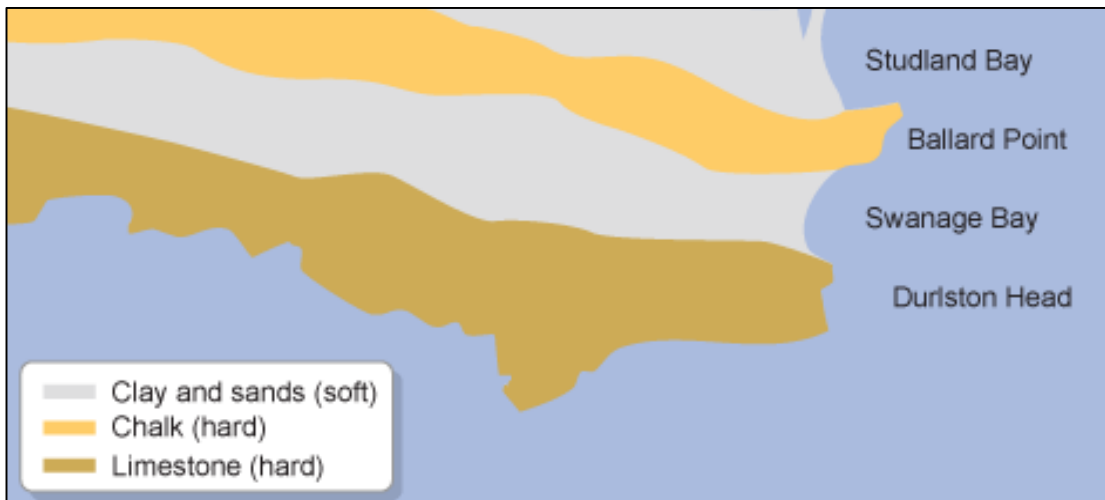 Studland Bay
Ballard Point
Swanage Bay
Durlston Head
Clay and sands (soft)
Chalk (hard)
Limestone (hard)